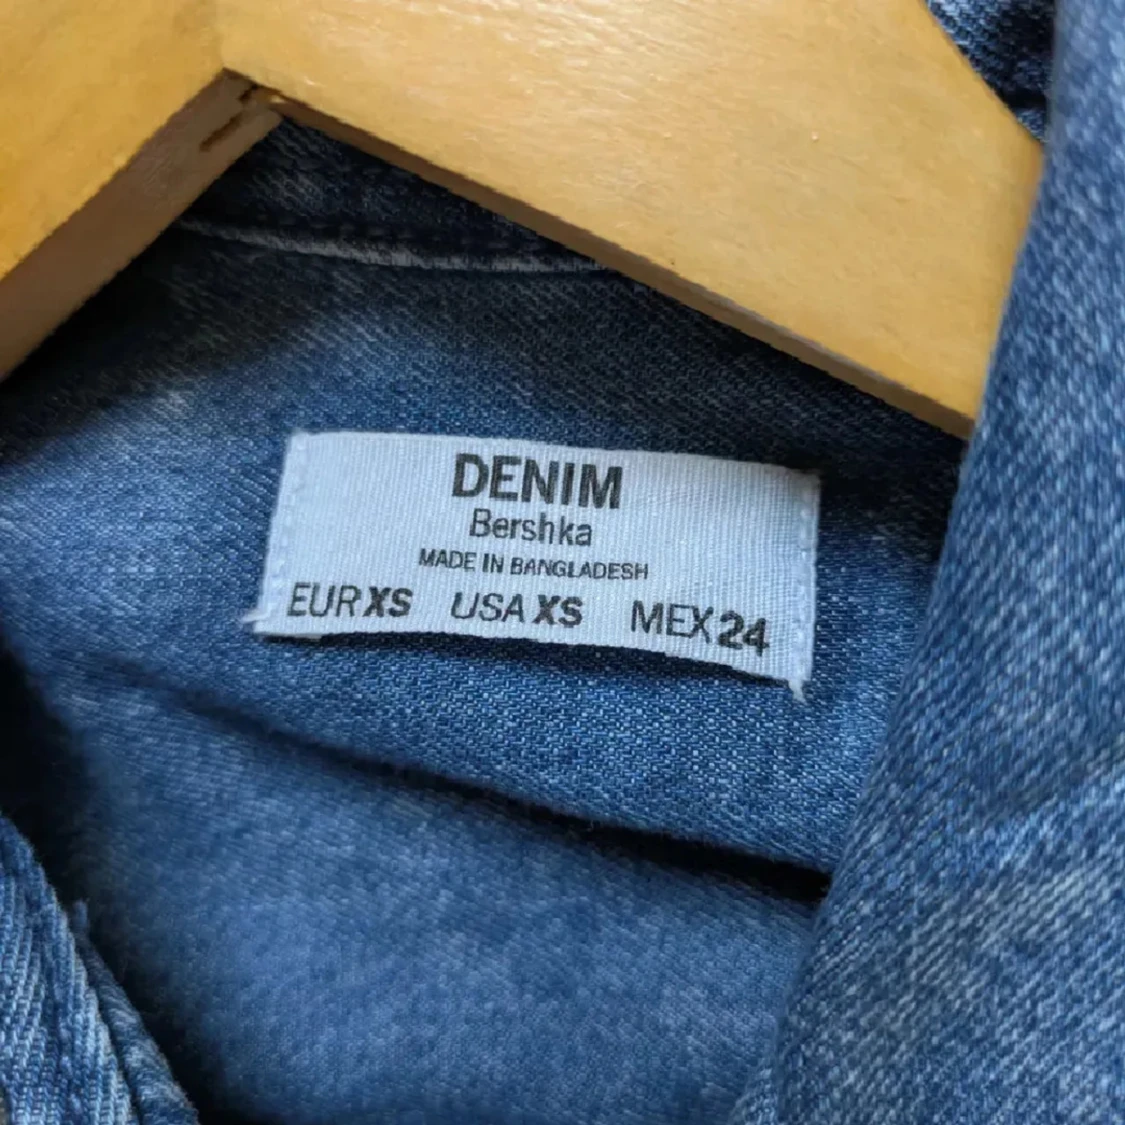 DENIM
Bershka
MADE IN BANGLADESH
EUR XS USA XS MEX 24